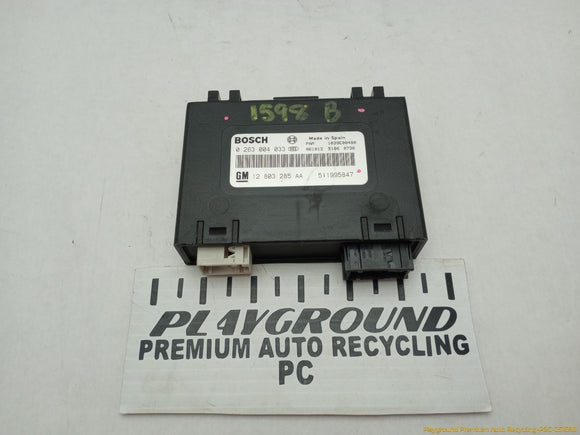 1598 B
BOSCH Made in Spain
0 263 004 033
GM 12 803 285 AA 511995847
PLAYGROUND
PREMIUM AUTO RECYCLING
PC